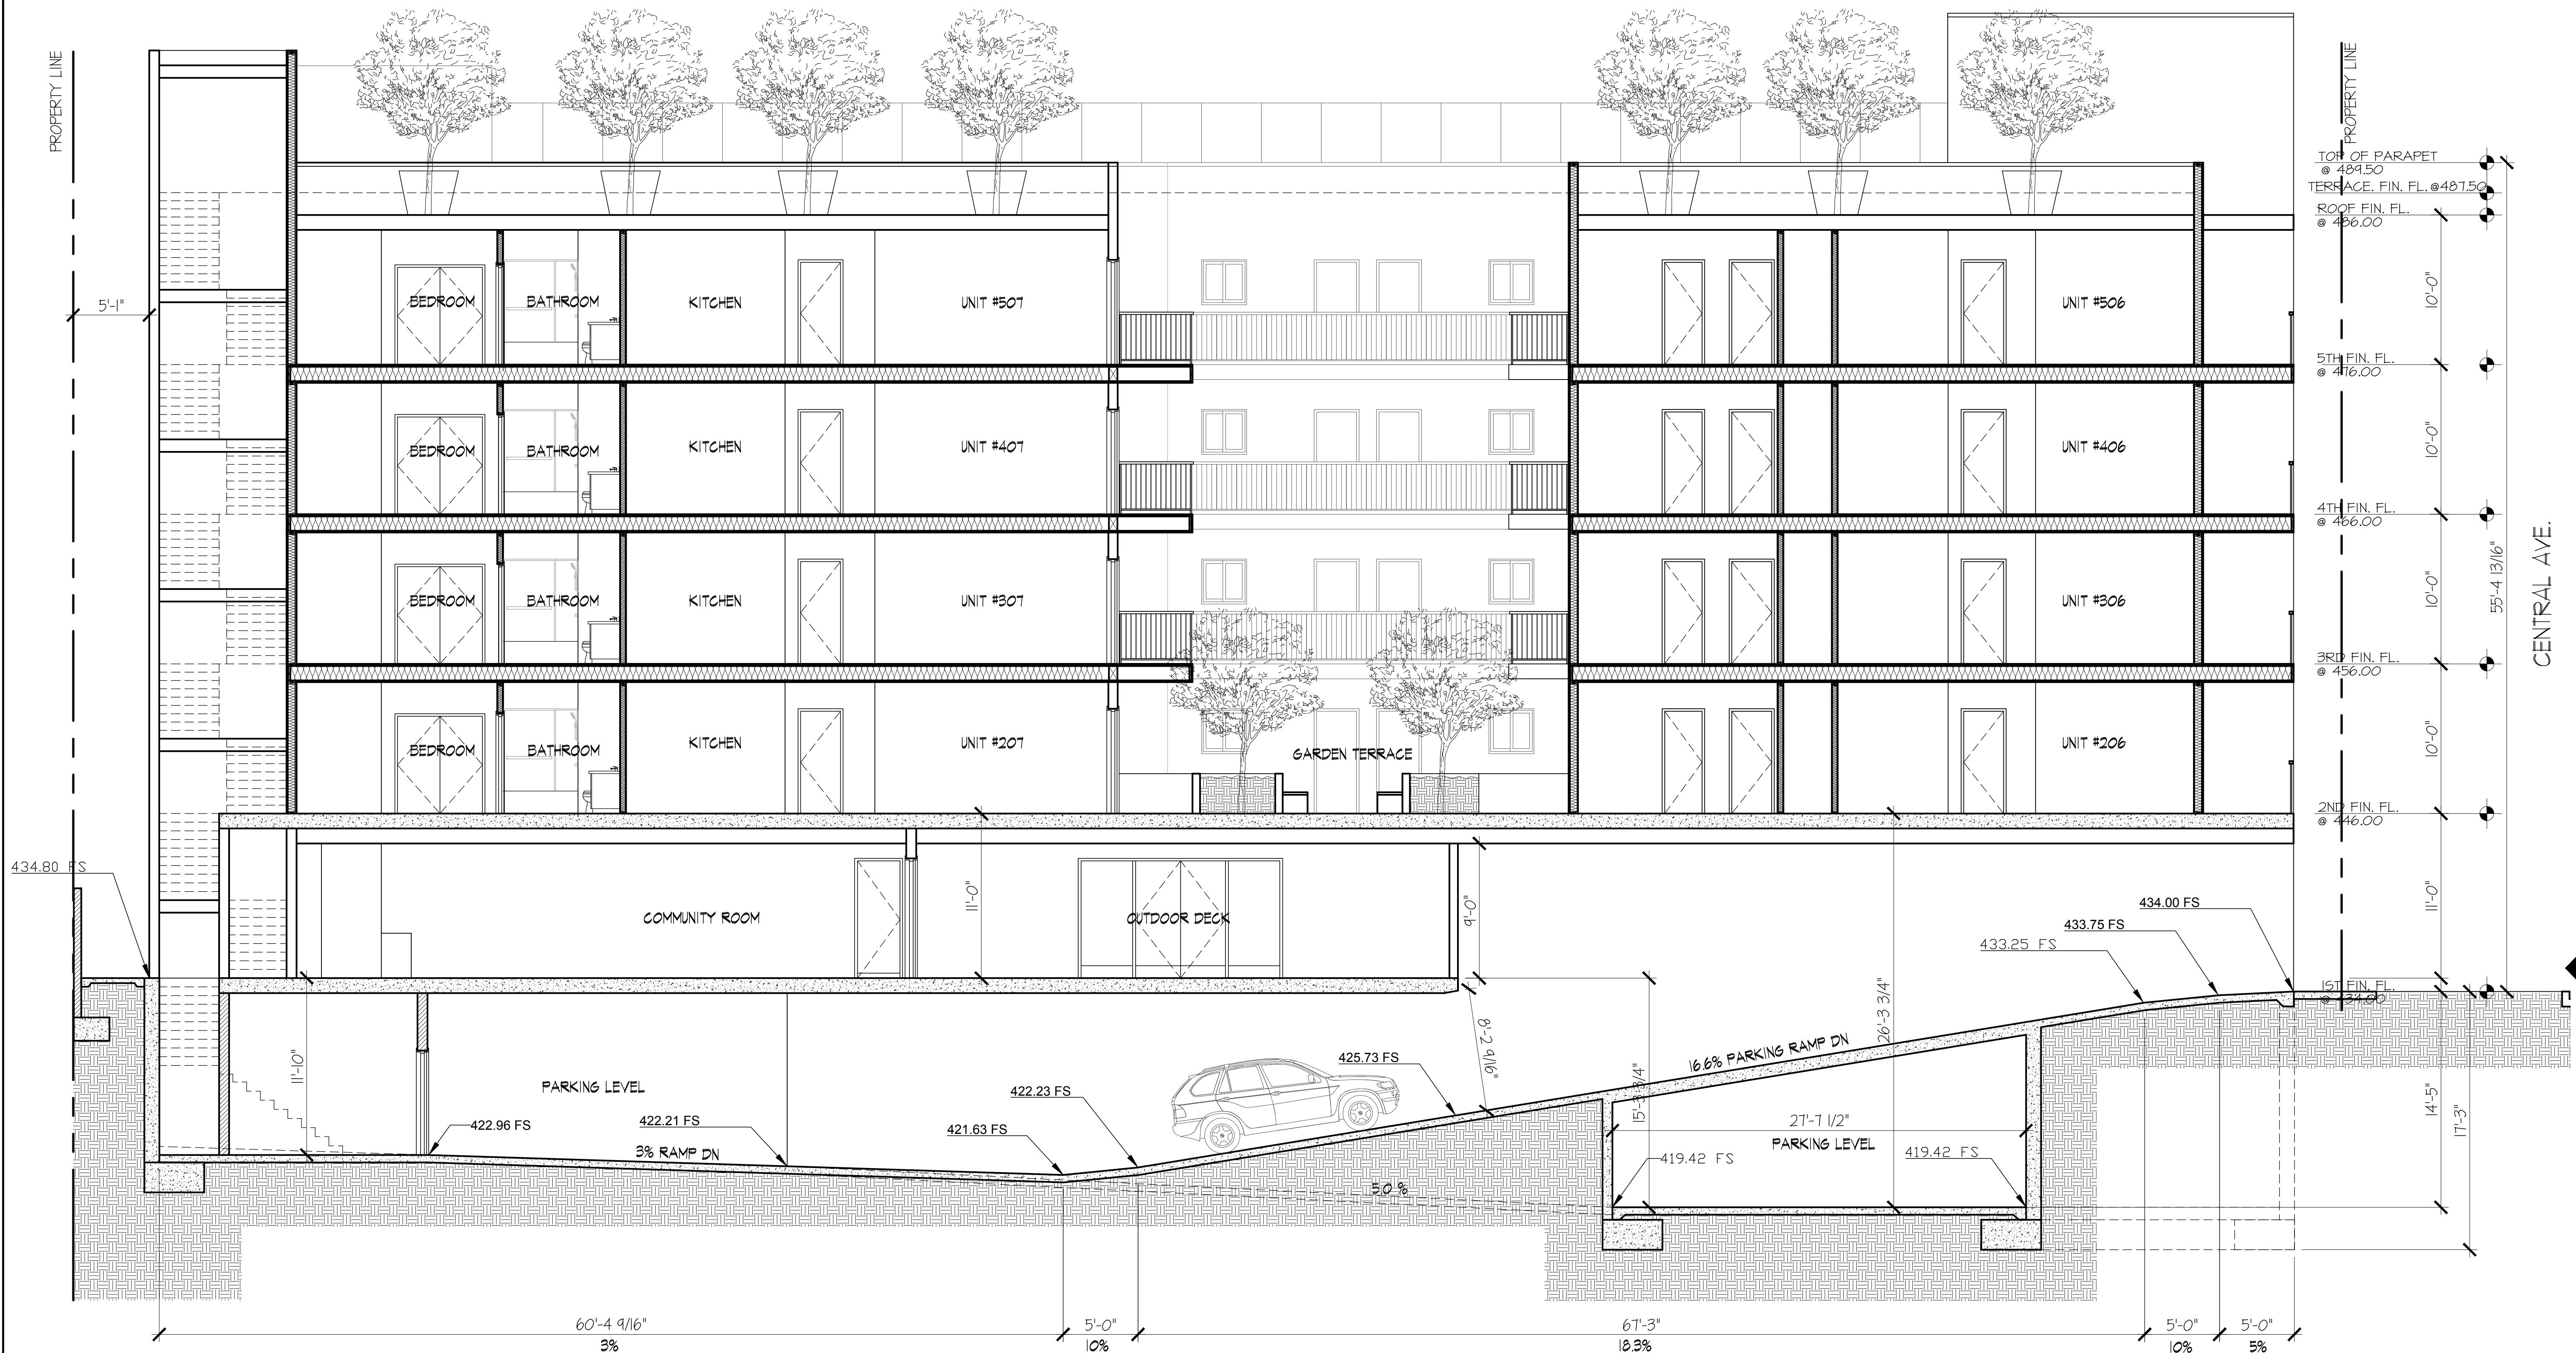 PROPERTY LINE
PROPERTY LINE
TOP OF PARAPET
@ 489.50
TERRACE. FIN. FL. @487.50
ROOF FIN. FL.
@ 486.00
10'-0"
5'-1"
BEDROOM
BATHROOM
KITCHEN
UNIT #507
UNIT #506
5TH FIN. FL.
@ 476.00
10'-0"
BEDROOM
BATHROOM
KITCHEN
UNIT #407
UNIT #406
4TH FIN. FL.
@ 466.00
10'-0"
55'-4 13/16"
CENTRAL AVE.
BEDROOM
BATHROOM
KITCHEN
UNIT #307
UNIT #306
3RD FIN. FL.
@ 456.00
10'-0"
BEDROOM
BATHROOM
KITCHEN
UNIT #207
GARDEN TERRACE
UNIT #206
2ND FIN. FL.
@ 446.00
434.80 FS
COMMUNITY ROOM
11'-0"
OUTDOOR DECK
9'-0"
434.00 FS
433.75 FS
433.25 FS
11'-0"
1ST FIN. FL.
@ 434.00
11'-10"
PARKING LEVEL
422.96 FS
422.21 FS
3% RAMP DN
421.63 FS
422.23 FS
425.73 FS
8'-2 9/16"
15'-3 3/4"
16.6% PARKING RAMP DN
26'-3 3/4"
27'-7 1/2"
PARKING LEVEL
419.42 FS
419.42 FS
5.0 %
14'-5"
17'-3"
60'-4 9/16"
3%
5'-0"
10%
67'-3"
18.3%
5'-0"
10%
5'-0"
5%